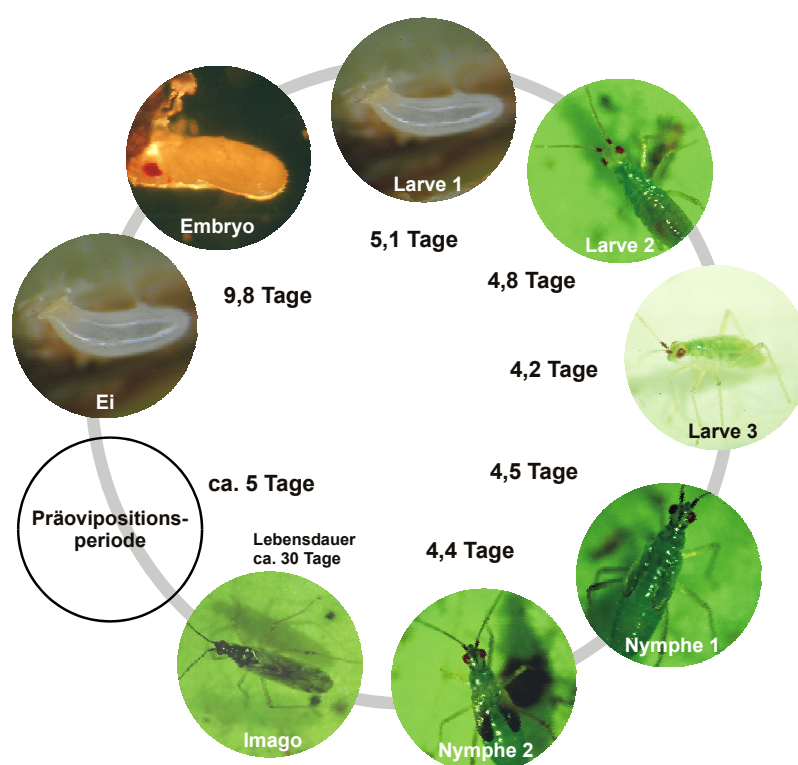 Larve 1
Embryo
Larve 2
5,1 Tage
4,8 Tage
9,8 Tage
4,2 Tage
Ei
Larve 3
4,5 Tage
ca. 5 Tage
Präovipositions-
periode
Lebensdauer
ca. 30 Tage
4,4 Tage
Nymphe 1
Imago
Nymphe 2